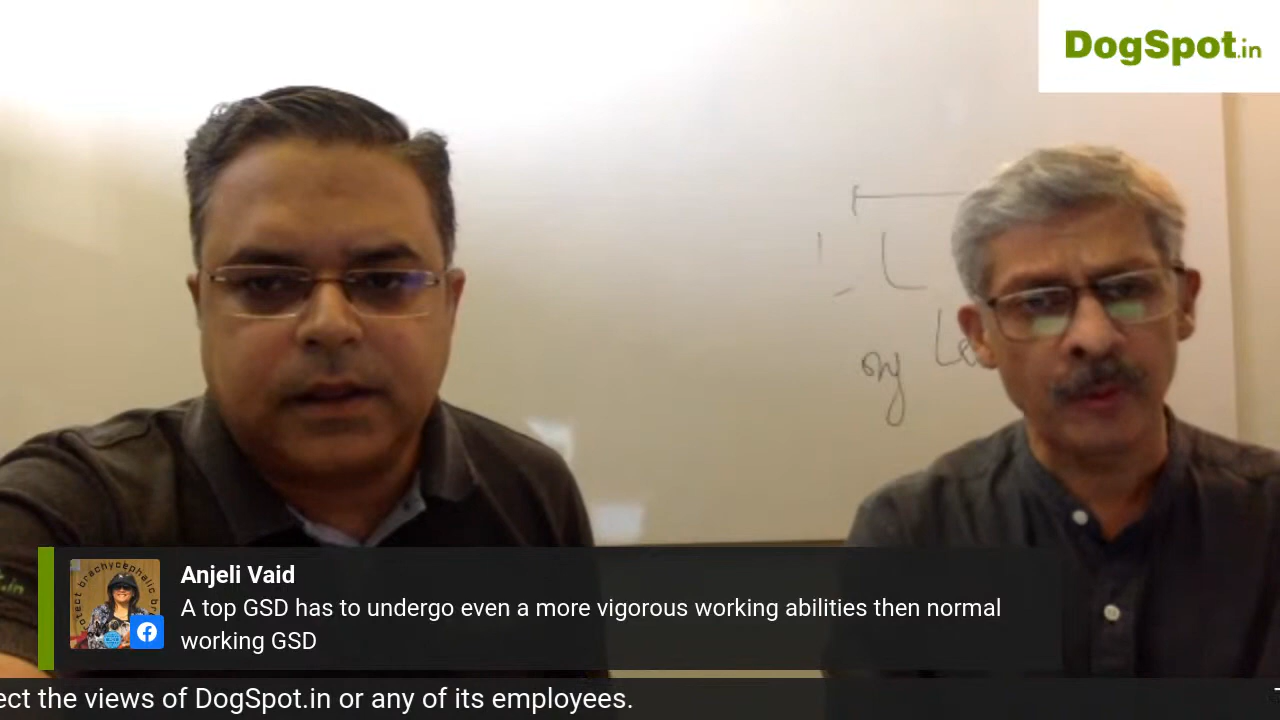 DogSpot.in
Anjeli Vaid
A top GSD has to undergo even a more vigorous working abilities then normal
working GSD
ect the views of DogSpot.in or any of its employees.